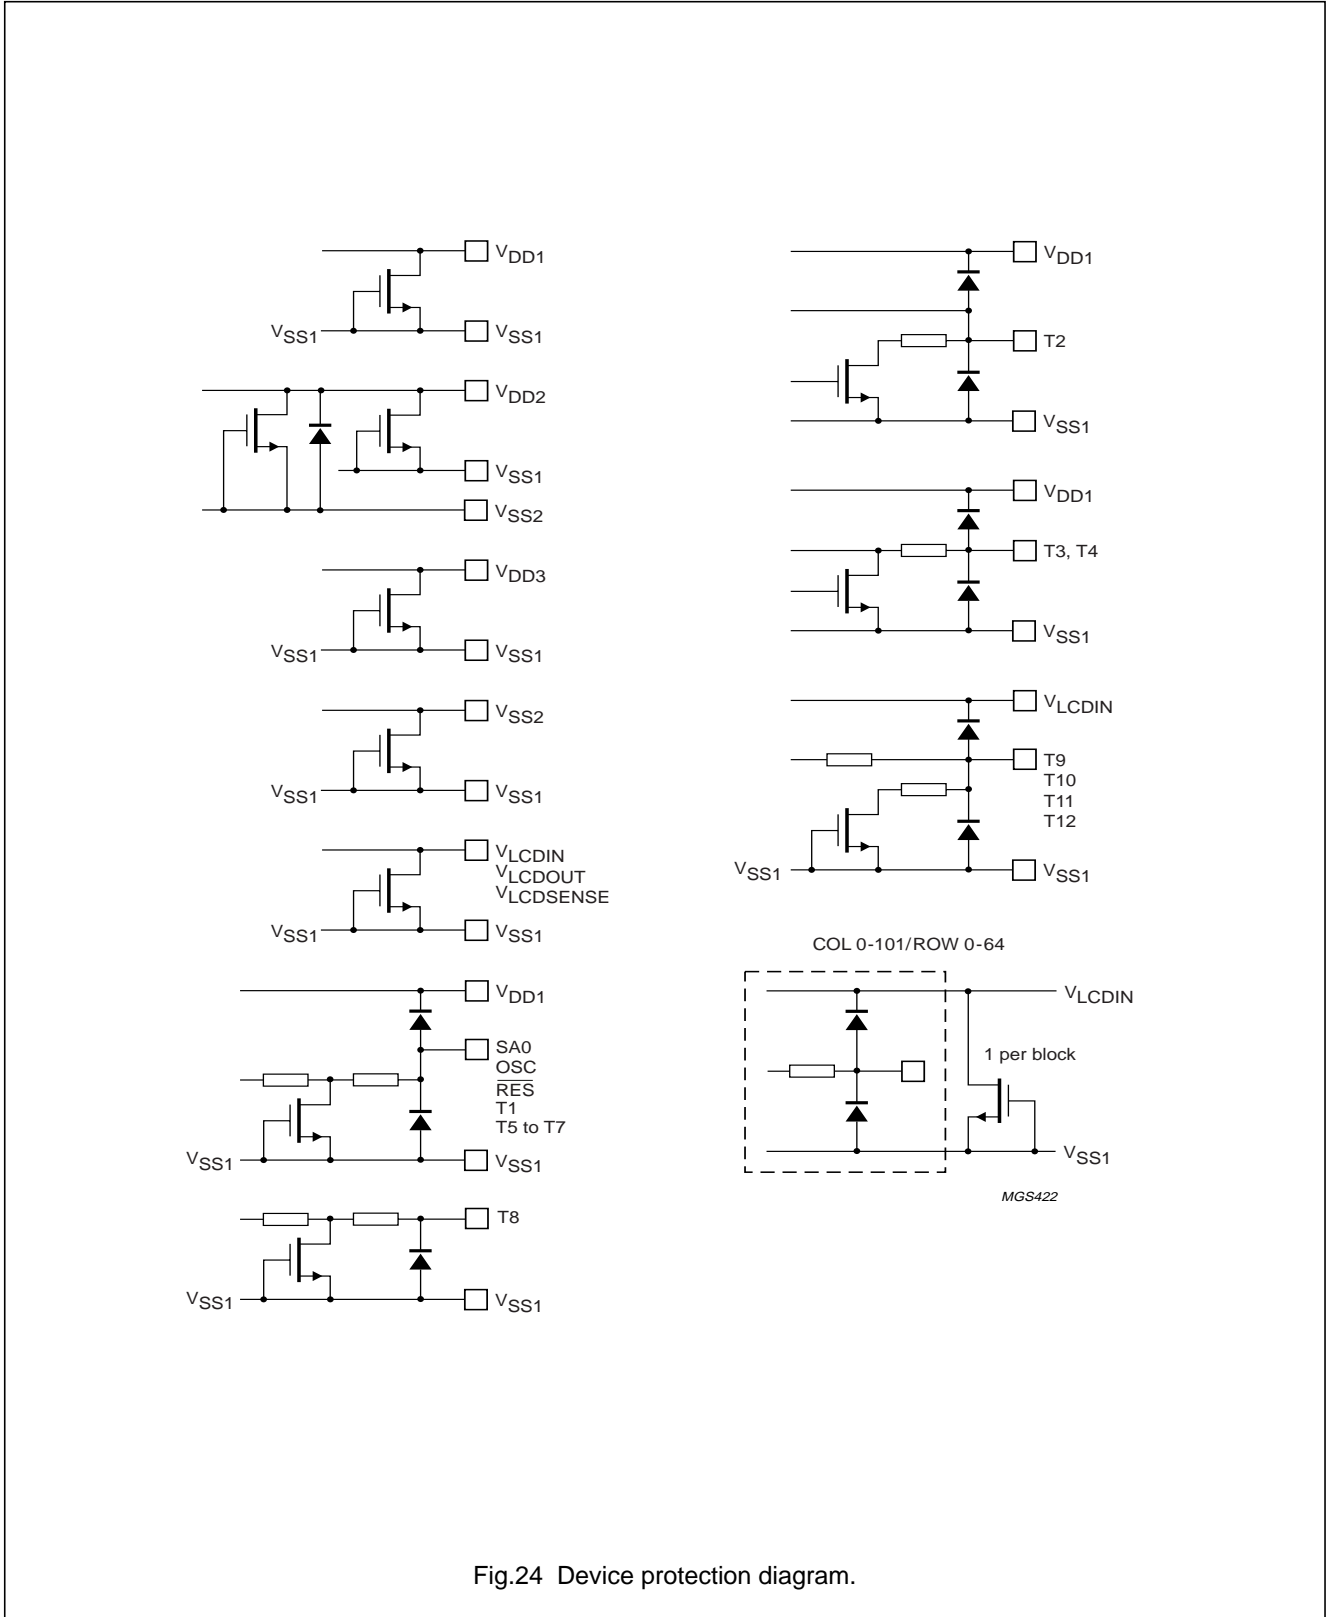 VDD1
VSS1 VSS1
VDD2
VSS1
VSS2
VDD3
VSS1 VSS1
VSS2
VSS1 VSS1
VLCDIN
VLCDOUT
VLCDSENSE
VSS1 VSS1
VDD1
SA0
OSC
RES
T1
T5 to T7
VSS1 VSS1
T8
VSS1 VSS1
VDD1
T2
VSS1
VDD1
T3, T4
VSS1
VLCDIN
T9
T10
T11
T12
VSS1 VSS1
COL 0-101/ROW 0-64
VLCDIN
1 per block
VSS1
MGS422
Fig.24 Device protection diagram.